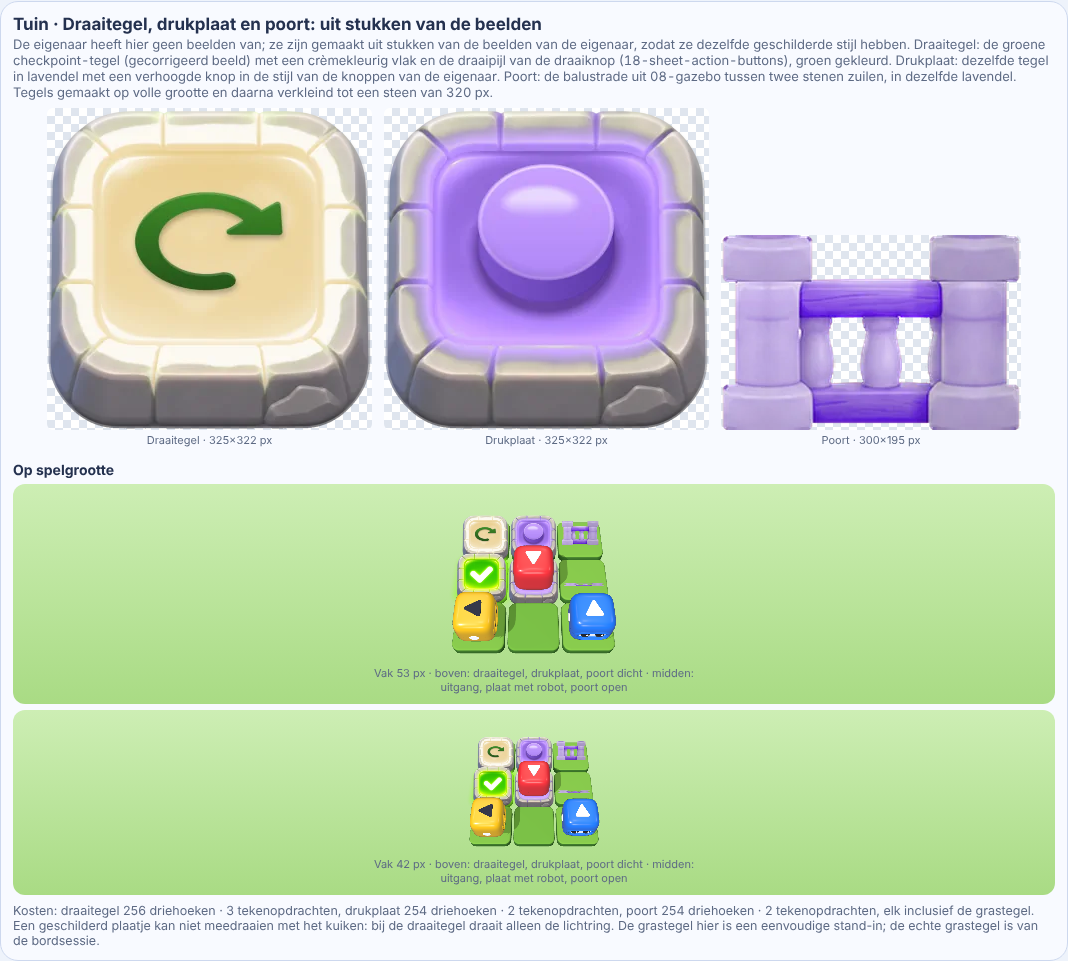 Tuin · Draaitegel, drukplaat en poort: uit stukken van de beelden
De eigenaar heeft hier geen beelden van; ze zijn gemaakt uit stukken van de beelden van de eigenaar, zodat ze dezelfde geschilderde stijl hebben. Draaitegel: de groene
checkpoint-tegel (gecorrigeerd beeld) met een crèmekleurig vlak en de draaipijl van de draaiknop (18-sheet-action-buttons), groen gekleurd. Drukplaat: dezelfde tegel
in lavendel met een verhoogde knop in de stijl van de knoppen van de eigenaar. Poort: de balustrade uit 08-gazebo tussen twee stenen zuilen, in dezelfde lavendel.
Tegels gemaakt op volle grootte en daarna verkleind tot een steen van 320 px.
Draaitegel · 325×322 px
Drukplaat · 325×322 px
Poort · 300×195 px
Op spelgrootte
Vak 53 px · boven: draaitegel, drukplaat, poort dicht · midden:
uitgang, plaat met robot, poort open
Vak 42 px · boven: draaitegel, drukplaat, poort dicht · midden:
uitgang, plaat met robot, poort open
Kosten: draaitegel 256 driehoeken · 3 tekenopdrachten, drukplaat 254 driehoeken · 2 tekenopdrachten, poort 254 driehoeken · 2 tekenopdrachten, elk inclusief de grastegel.
Een geschilderd plaatje kan niet meedraaien met het kuiken: bij de draaitegel draait alleen de lichtring. De grastegel hier is een eenvoudige stand-in; de echte grastegel is van
de bordsessie.